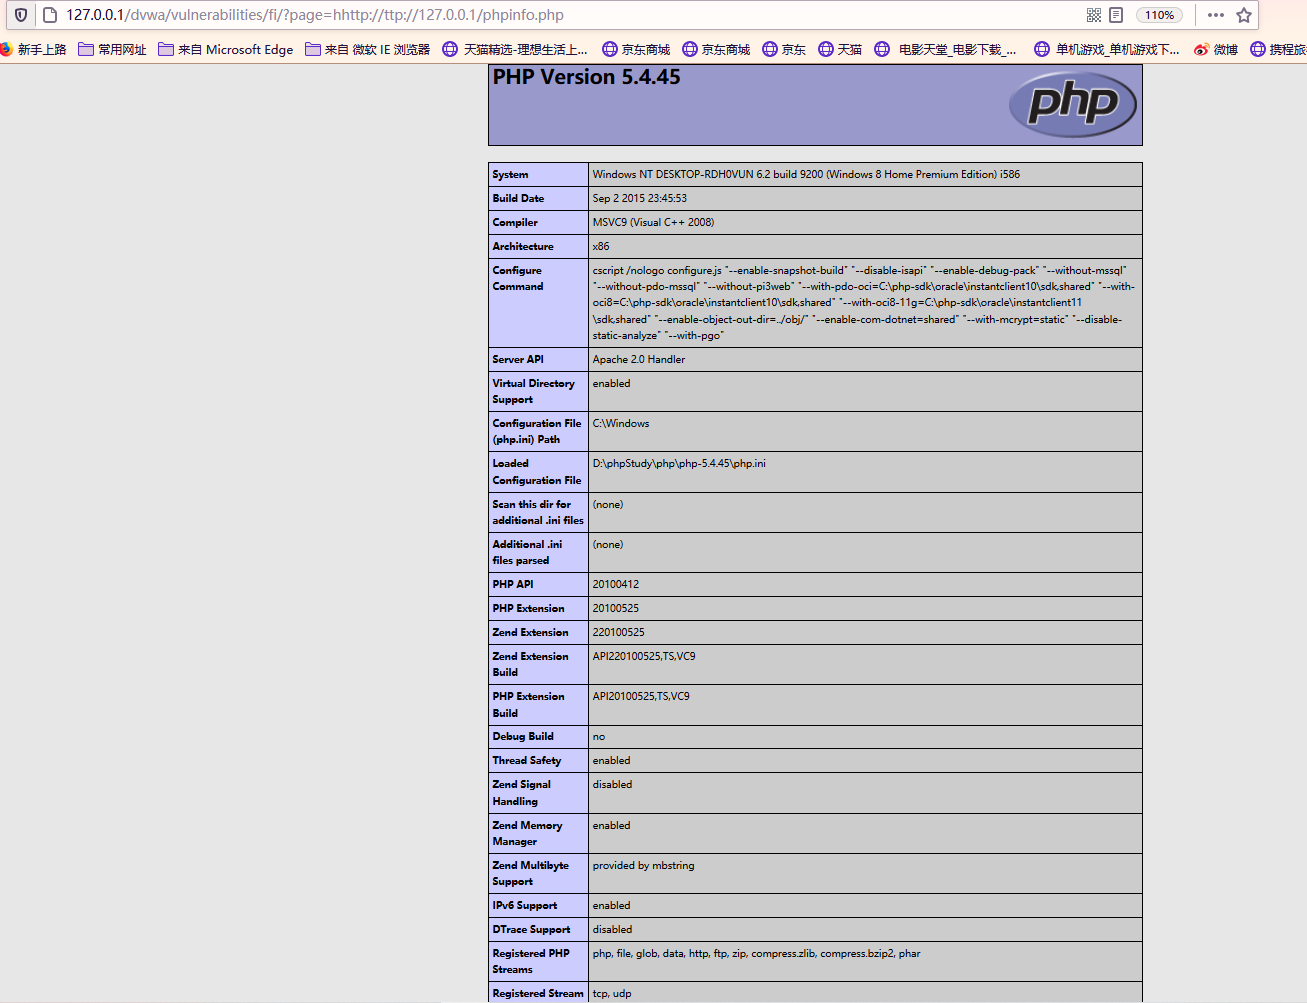 127.0.0.1/dvwa/vulnerabilities/fi/?page=hhttp://ttp://127.0.0.1/phpinfo.php
110%
新手上路 常用网址 来自 Microsoft Edge 来自 微软 IE 浏览器 天猫精选-理想生活上... 京东商城 京东商城 京东 天猫 电影天堂_电影下载_... 单机游戏_单机游戏下... 微博 携程旅
PHP Version 5.4.45
php
System Windows NT DESKTOP-RDH0VUN 6.2 build 9200 (Windows 8 Home Premium Edition) i586
Build Date Sep 2 2015 23:45:53
Compiler MSVC9 (Visual C++ 2008)
Architecture x86
Configure
Command
cscript /nologo configure.js "--enable-snapshot-build" "--disable-isapi" "--enable-debug-pack" "--without-mssql"
"--without-pdo-mssql" "--without-pi3web" "--with-pdo-oci=C:\php-sdk\oracle\instantclient10\sdk,shared" "--with-
oci8=C:\php-sdk\oracle\instantclient10\sdk,shared" "--with-oci8-11g=C:\php-sdk\oracle\instantclient11
\sdk,shared" "--enable-object-out-dir=../obj/" "--enable-com-dotnet=shared" "--with-mcrypt=static" "--disable-
static-analyze" "--with-pgo"
Server API Apache 2.0 Handler
Virtual Directory
Support
enabled
Configuration File
(php.ini) Path
C:\Windows
Loaded
Configuration File
D:\phpStudy\php\php-5.4.45\php.ini
Scan this dir for
additional .ini files
(none)
Additional .ini
files parsed
(none)
PHP API 20100412
PHP Extension 20100525
Zend Extension 220100525
Zend Extension
Build
API220100525,TS,VC9
PHP Extension
Build
API20100525,TS,VC9
Debug Build no
Thread Safety enabled
Zend Signal
Handling
disabled
Zend Memory
Manager
enabled
Zend Multibyte
Support
provided by mbstring
IPv6 Support enabled
DTrace Support disabled
Registered PHP
Streams
php, file, glob, data, http, ftp, zip, compress.zlib, compress.bzip2, phar
Registered Stream tcp, udp